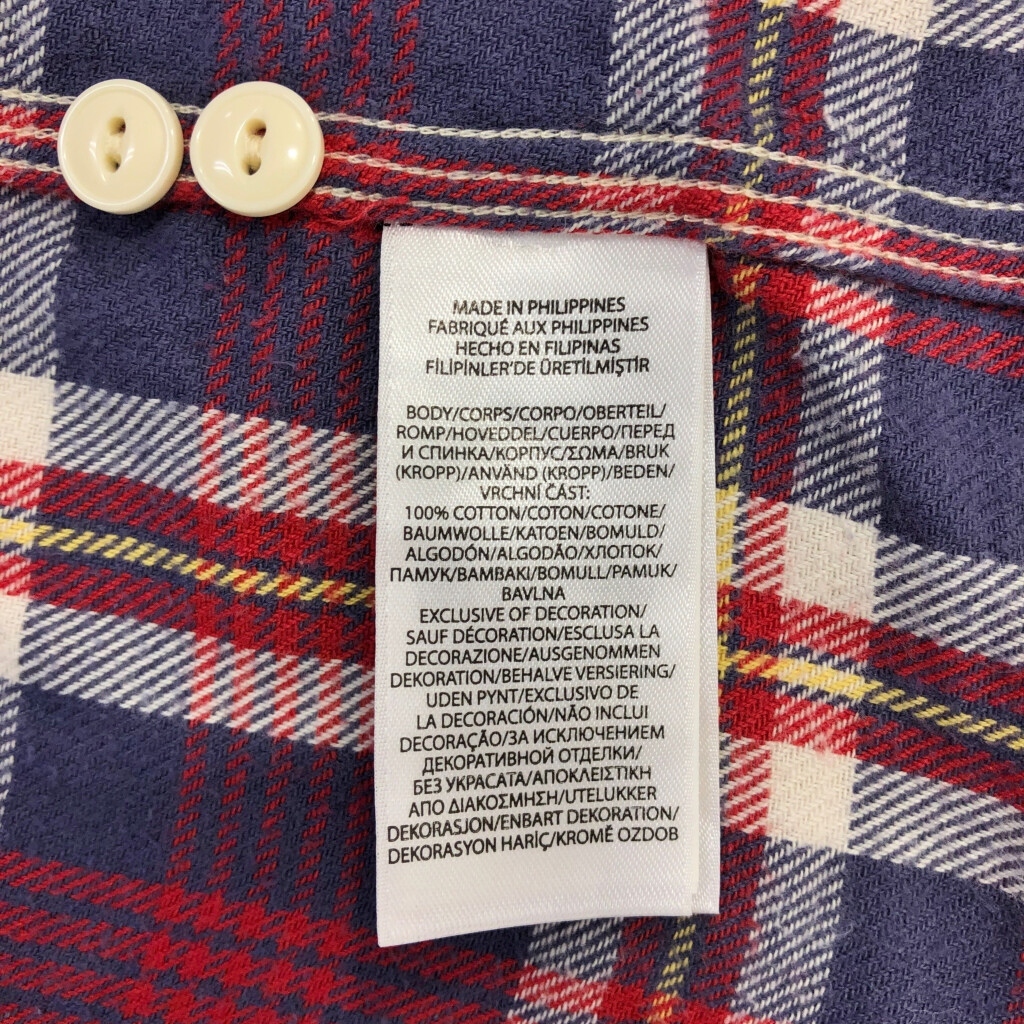 MADE IN PHILIPPINES
FABRIQUÉ AUX PHILIPPINES
HECHO EN FILIPINAS
FİLİPİNLER'DE ÜRETİLMİŞTİR
BODY/CORPS/CORPO/OBERTEIL/
ROMP/HOVEDDEL/CUERPO/ПЕРЕД
И СПИНКА/КОРПУС/ΣΩΜΑ/BRUK
(KROPP)/ANVÄND (KROPP)/BEDEN/
VRCHNÍ ČÁST:
100% COTTON/COTON/COTONE/
BAUMWOLLE/KATOEN/BOMULD/
ALGODÓN/ALGODÃO/ХЛОПОК/
ПАМУК/ΒΑΜΒΑΚΙ/BOMULL/PAMUK/
BAVLNA
EXCLUSIVE OF DECORATION/
SAUF DÉCORATION/ESCLUSA LA
DECORAZIONE/AUSGENOMMEN
DEKORATION/BEHALVE VERSIERING/
UDEN PYNT/EXCLUSIVO DE
LA DECORACIÓN/NÃO INCLUI
DECORAÇÃO/ЗА ИСКЛЮЧЕНИЕМ
ДЕКОРАТИВНОЙ ОТДЕЛКИ/
БЕЗ УКРАСАТА/ΑΠΟΚΛΕΙΣΤΙΚΗ
ΑΠΟ ΔΙΑΚΟΣΜΗΣΗ/UTELUKKER
DEKORASJON/ENBART DEKORATION/
DEKORASYON HARİÇ/KROMĚ OZDOB